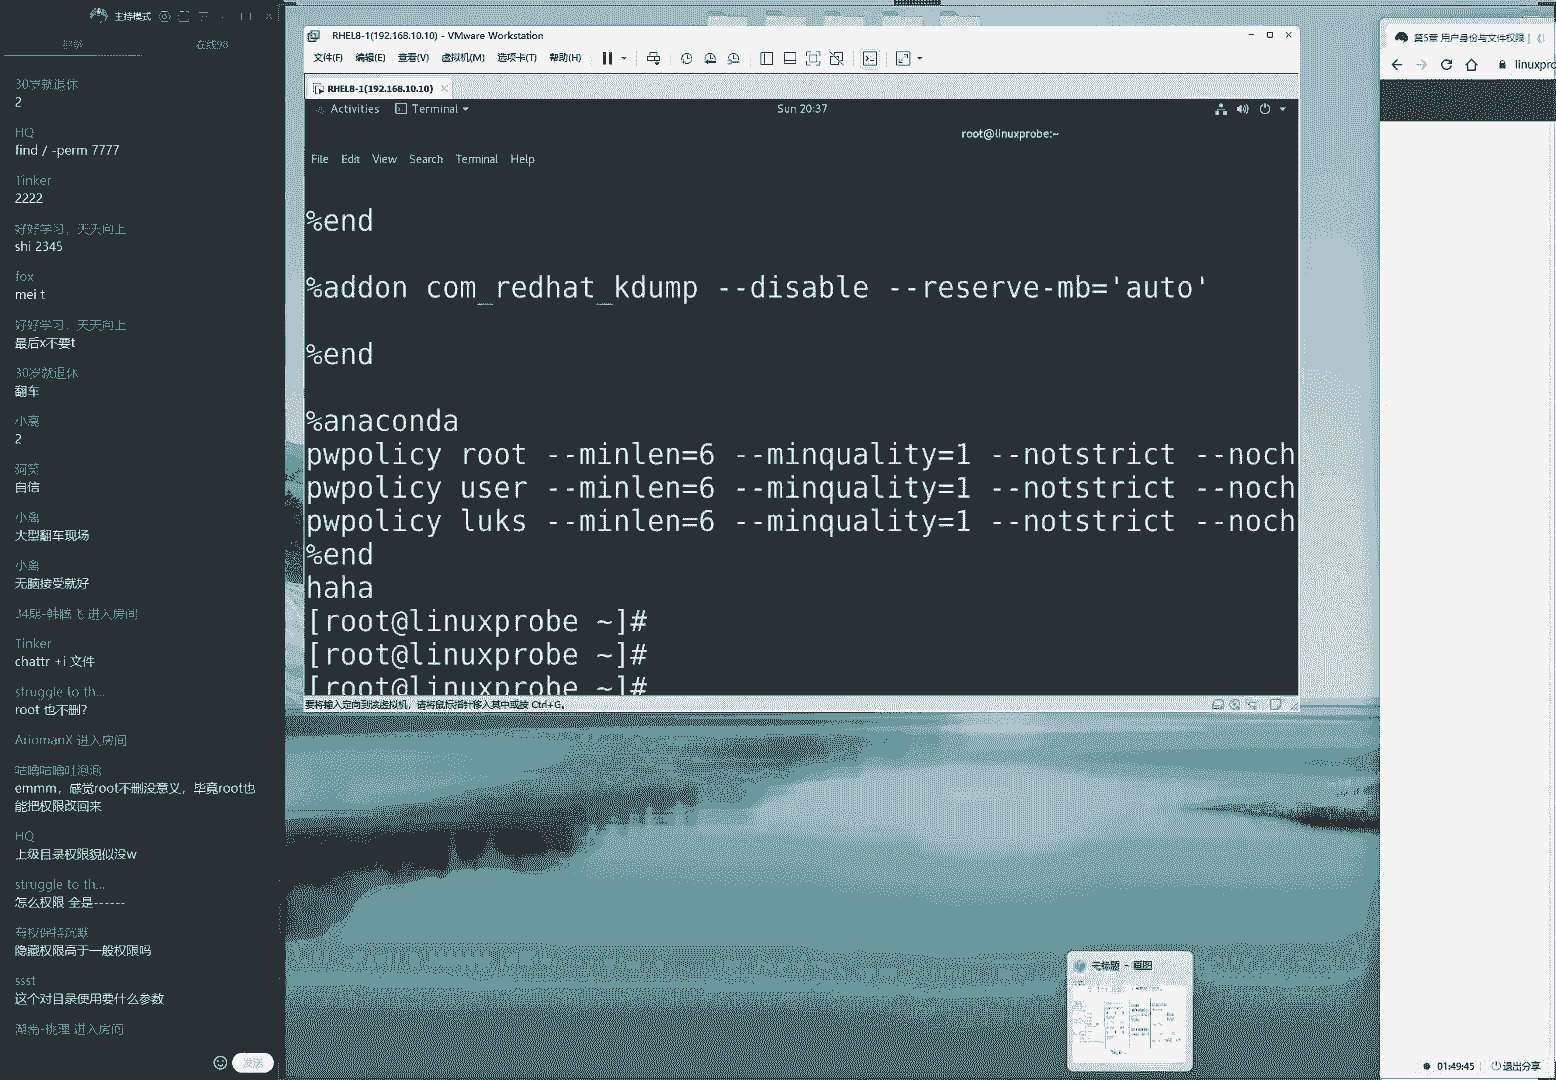 主持模式
在线98
30岁就退休
2
HQ
find / -perm 7777
Tinker
2222
好好学习，天天向上
shi 2345
fox
mei t
好好学习，天天向上
最后x不要t
30岁就退休
翻车
小离
2
阿笑
自信
大型翻车现场
无脑接受就好
34期-韩腾飞 进入房间
Tinker
chattr +i 文件
struggle to th...
root 也不删?
AriomanX 进入房间
咕噜咕噜吐泡泡
emmm，感觉root不删没意义，毕竟root也
能把权限改回来
HQ
上级目录权限貌似没w
struggle to th...
怎么权限 全是------
有权保持沉默
隐藏权限高于一般权限吗
ssst
这个对目录使用要什么参数
湖南-桃理 进入房间
发送
RHEL8-1(192.168.10.10) - VMware Workstation
文件(F) 编辑(E) 查看(V) 虚拟机(M) 选项卡(T) 帮助(H)
RHEL8-1(192.168.10.10)
Activities Terminal Sun 20:37
root@linuxprobe:~
File Edit View Search Terminal Help
%end
%addon com_redhat_kdump --disable --reserve-mb='auto'
%end
%anaconda
pwpolicy root --minlen=6 --minquality=1 --notstrict --noch
pwpolicy user --minlen=6 --minquality=1 --notstrict --noch
pwpolicy luks --minlen=6 --minquality=1 --notstrict --noch
%end
haha
[root@linuxprobe ~]#
[root@linuxprobe ~]#
[root@linuxprobe ~]#
要将输入定向到该虚拟机，请将鼠标指针移入其中或按 Ctrl+G。
第5章 用户身份与文件权限 | 《L
linuxpro
无标题 - 画图
01:49:45 退出分享